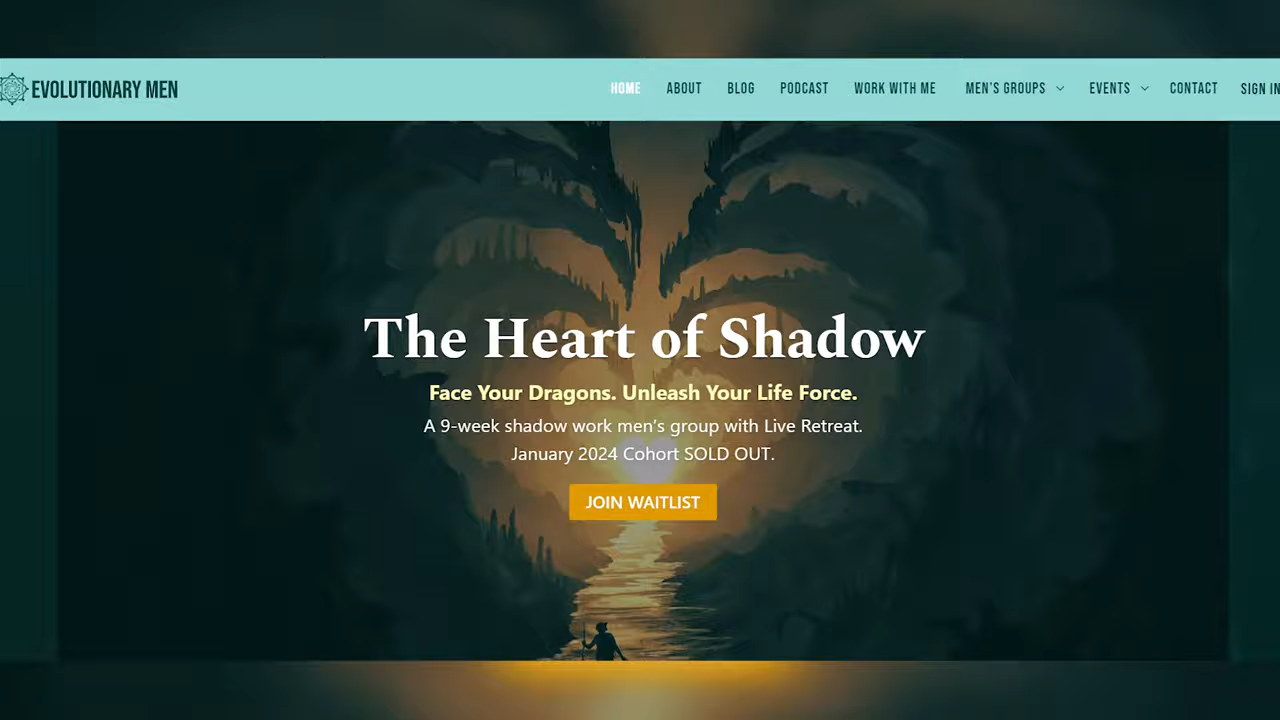 EVOLUTIONARY MEN
HOME ABOUT BLOG PODCAST WORK WITH ME MEN'S GROUPS EVENTS CONTACT SIGN IN
The Heart of Shadow
Face Your Dragons. Unleash Your Life Force.
A 9-week shadow work men's group with Live Retreat.
January 2024 Cohort SOLD OUT.
JOIN WAITLIST